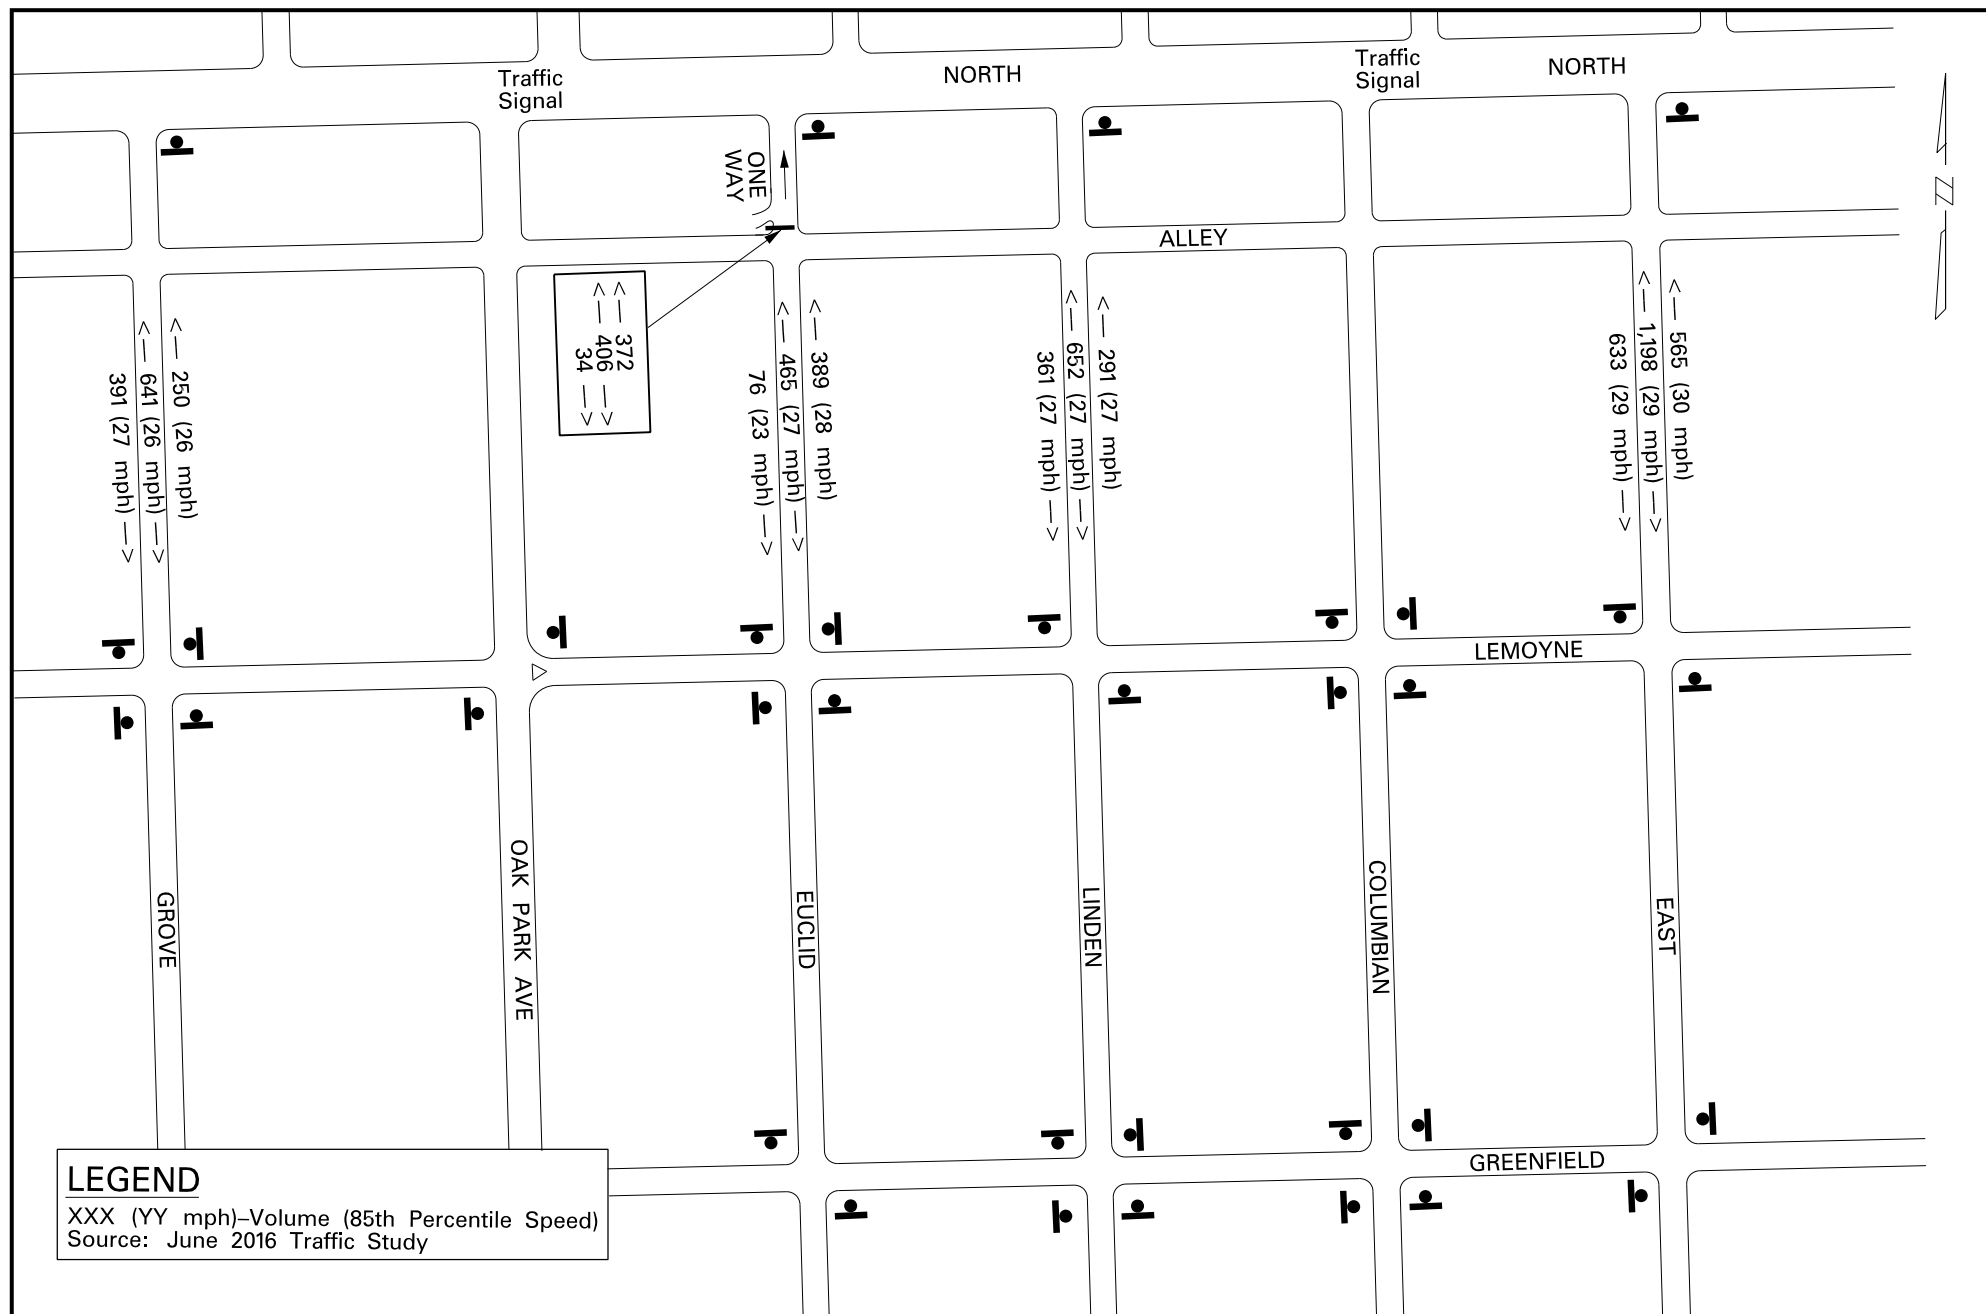 Traffic
Signal
NORTH
Traffic
Signal
NORTH
ONE
WAY
N
ALLEY
<— 372
<— 406 —>
34 —>
391 (27 mph) —>
<— 641 (26 mph) —>
<— 250 (26 mph)
76 (23 mph) —>
<— 465 (27 mph) —>
<— 389 (28 mph)
361 (27 mph) —>
<— 652 (27 mph) —>
<— 291 (27 mph)
633 (29 mph) —>
<— 1,198 (29 mph) —>
<— 565 (30 mph)
LEMOYNE
GROVE
OAK PARK AVE
EUCLID
LINDEN
COLUMBIAN
EAST
GREENFIELD
LEGEND
XXX (YY mph)–Volume (85th Percentile Speed)
Source: June 2016 Traffic Study